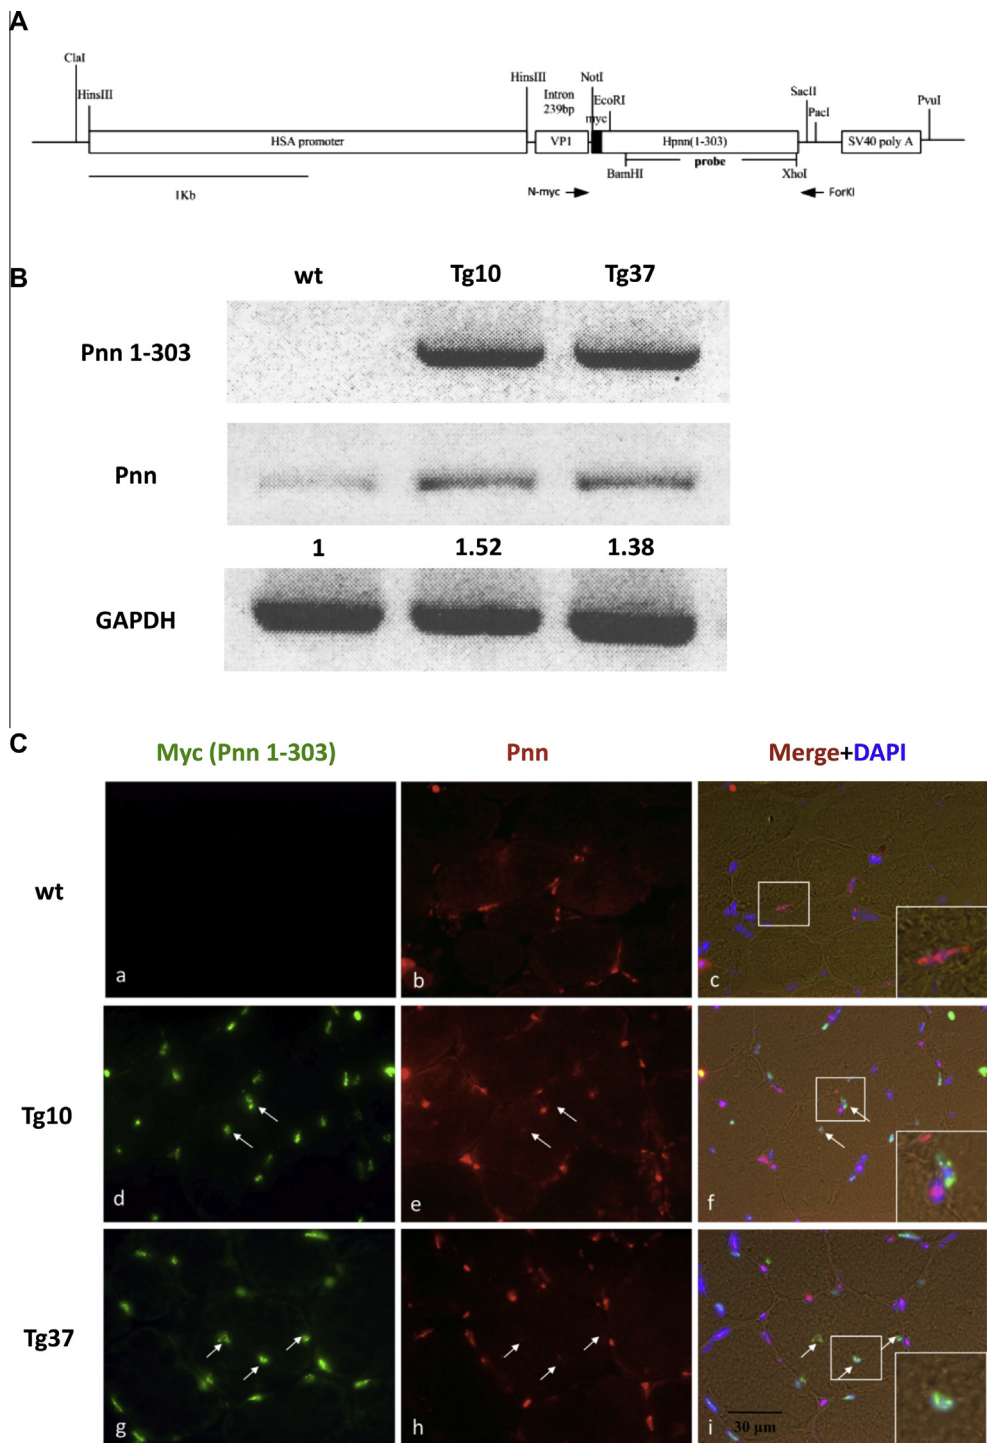 A
ClaI
HinsIII
HinsIII
NotI
Intron
239bp
EcoRI
myc
SacII
PacI
PvuI
HSA promoter
VP1
Hpnn(1-303)
SV40 poly A
probe
BamHI
XhoI
1Kb
N-myc
ForKI
B
wt
Tg10
Tg37
Pnn 1-303
Pnn
1
1.52
1.38
GAPDH
C
Myc (Pnn 1-303)
Pnn
Merge+DAPI
wt
a
b
c
Tg10
d
e
f
Tg37
g
h
i
30 µm